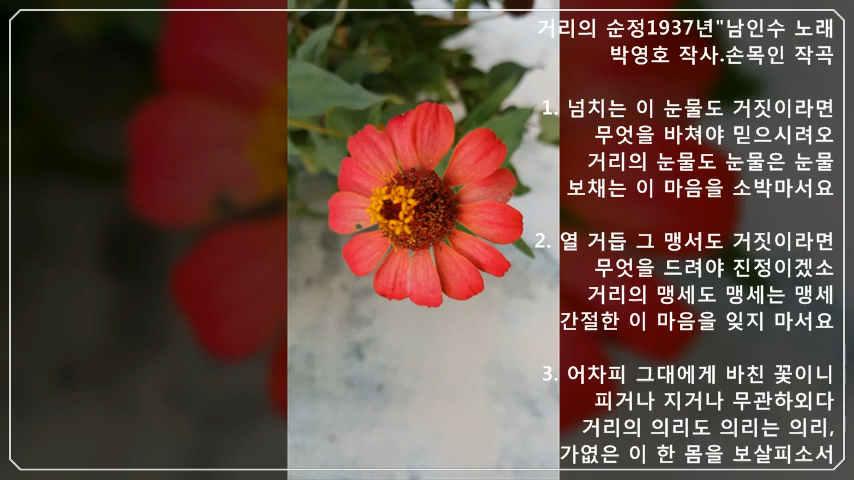 거리의 순정1937년"남인수 노래
박영호 작사.손목인 작곡
1. 넘치는 이 눈물도 거짓이라면
무엇을 바쳐야 믿으시려오
거리의 눈물도 눈물은 눈물
보채는 이 마음을 소박마서요
2. 열 거듭 그 맹서도 거짓이라면
무엇을 드려야 진정이겠소
거리의 맹세도 맹세는 맹세
간절한 이 마음을 잊지 마서요
3. 어차피 그대에게 바친 꽃이니
피거나 지거나 무관하외다
거리의 의리도 의리는 의리,
가엾은 이 한 몸을 보살피소서